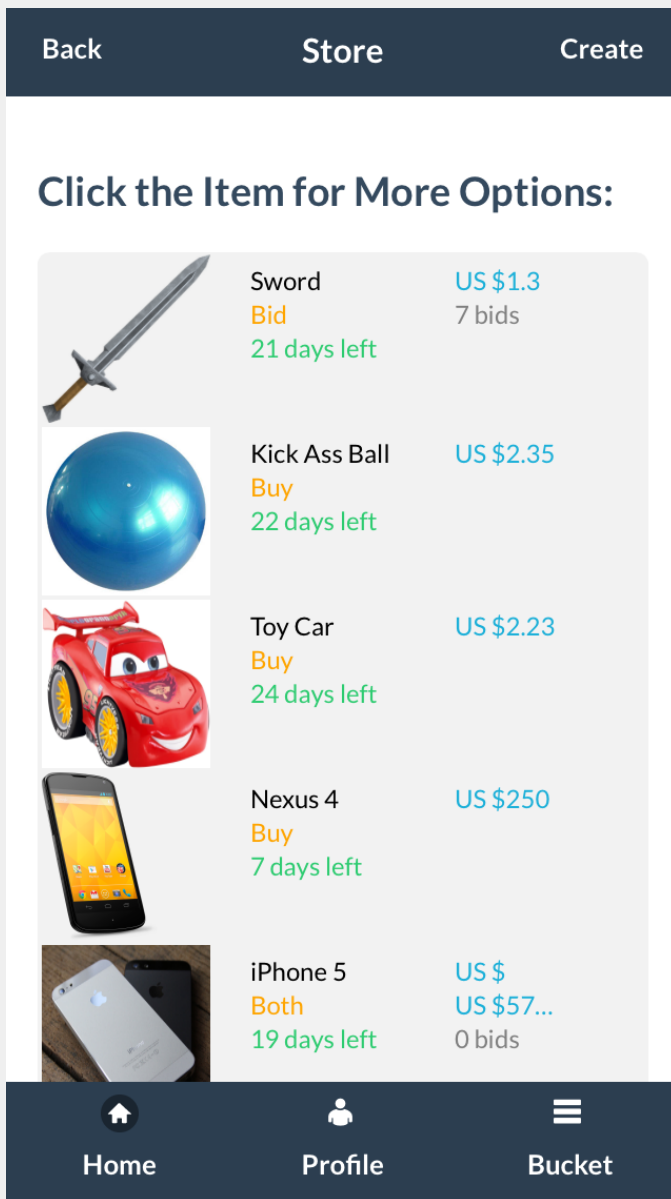 Back
Store
Create
Click the Item for More Options:
Sword
US $1.3
Bid
7 bids
21 days left
Kick Ass Ball
US $2.35
Buy
22 days left
Toy Car
US $2.23
Buy
24 days left
Nexus 4
US $250
Buy
7 days left
iPhone 5
US $
Both
US $57...
19 days left
0 bids
Home
Profile
Bucket